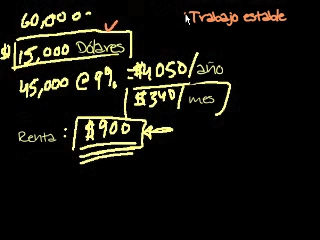 60,000-
¡Trabajo estable
$ 15,000 Dólares
45,000 @ 9% -$4050/año
$340/mes
Renta : $900